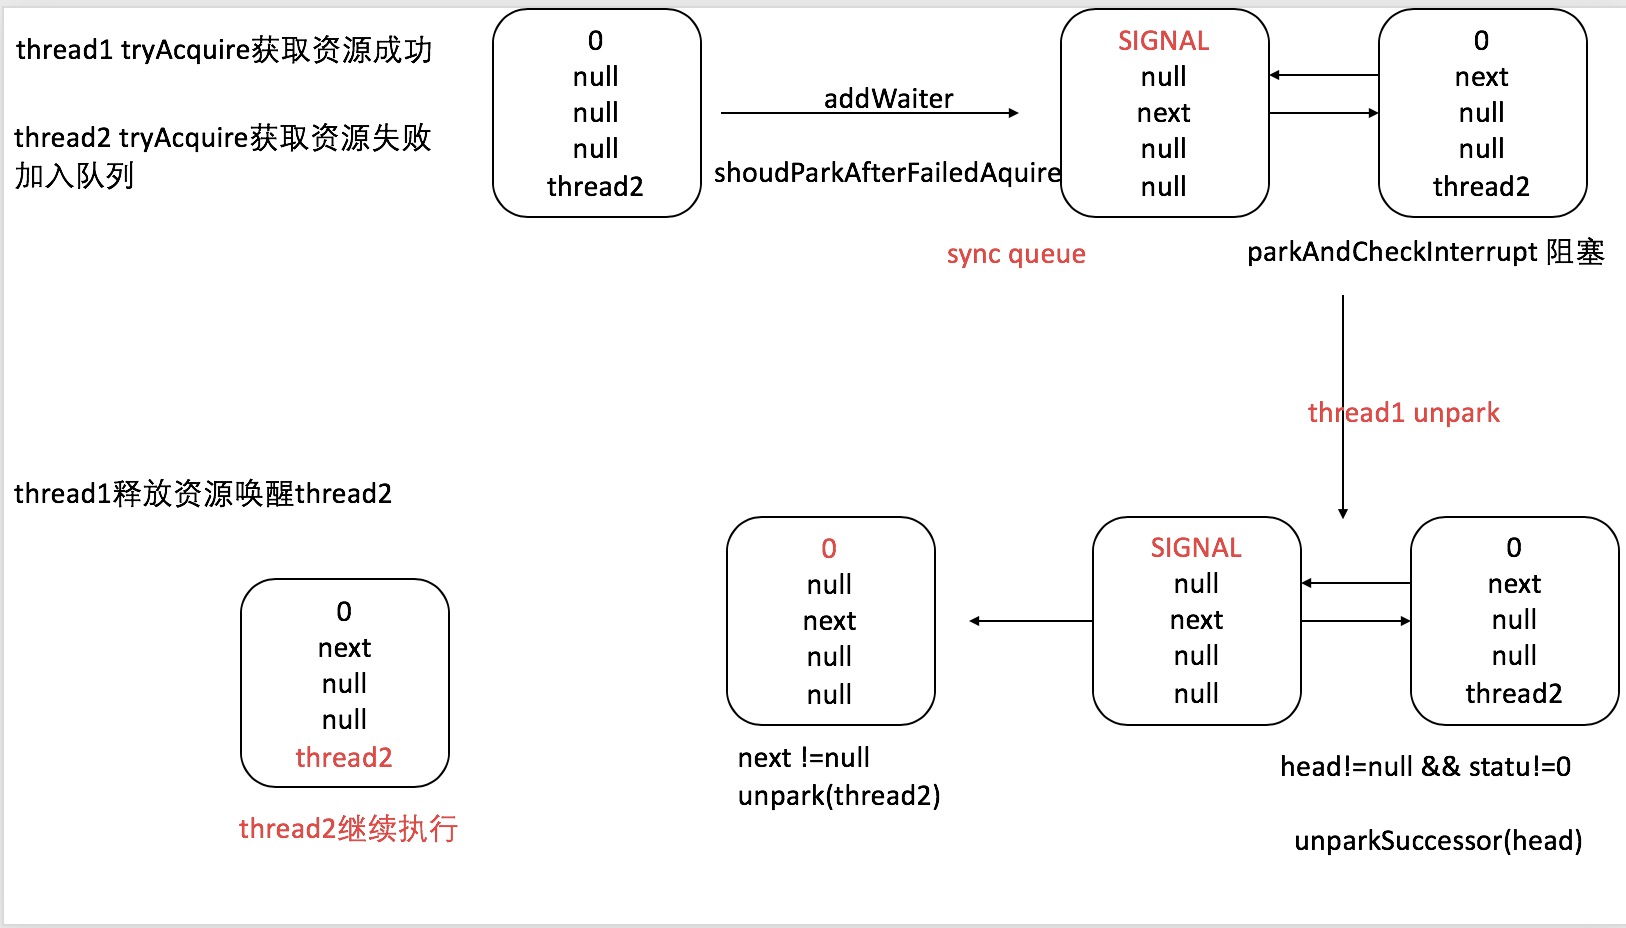 thread1 tryAcquire获取资源成功
thread2 tryAcquire获取资源失败
加入队列
0
null
null
null
thread2
addWaiter
shoudParkAfterFailedAquire
SIGNAL
null
next
null
null
0
next
null
null
thread2
sync queue
parkAndCheckInterrupt 阻塞
thread1 unpark
thread1释放资源唤醒thread2
0
next
null
null
thread2
thread2继续执行
0
null
next
null
null
next !=null
unpark(thread2)
SIGNAL
null
next
null
null
0
next
null
null
thread2
head!=null && statu!=0
unparkSuccessor(head)